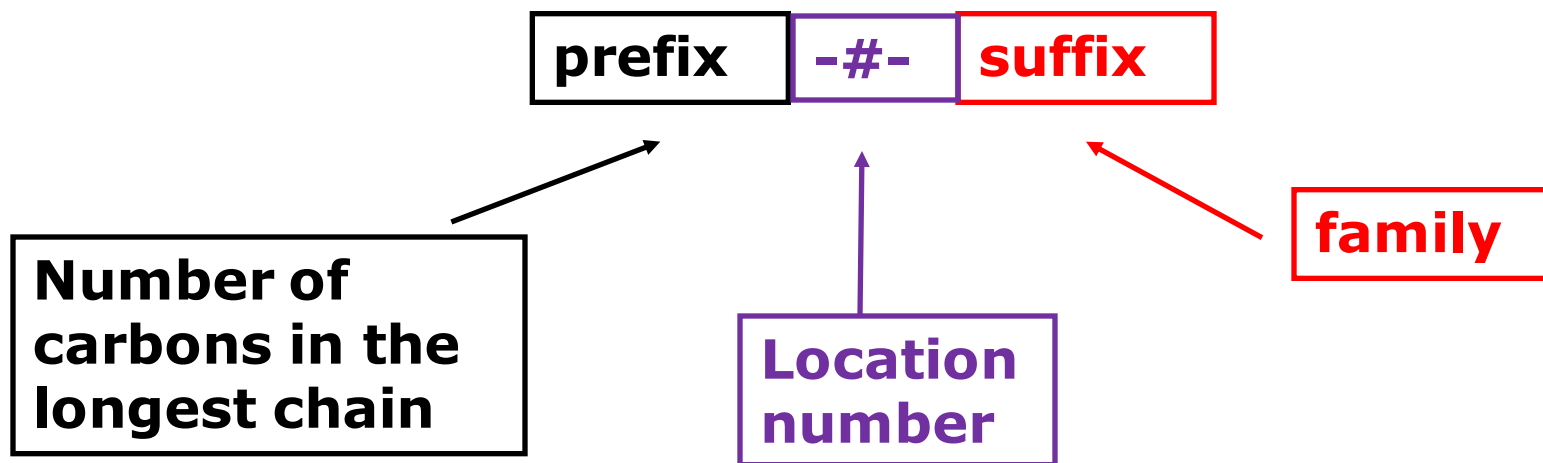 prefix -#- suffix
family
Number of
carbons in the
longest chain
Location
number